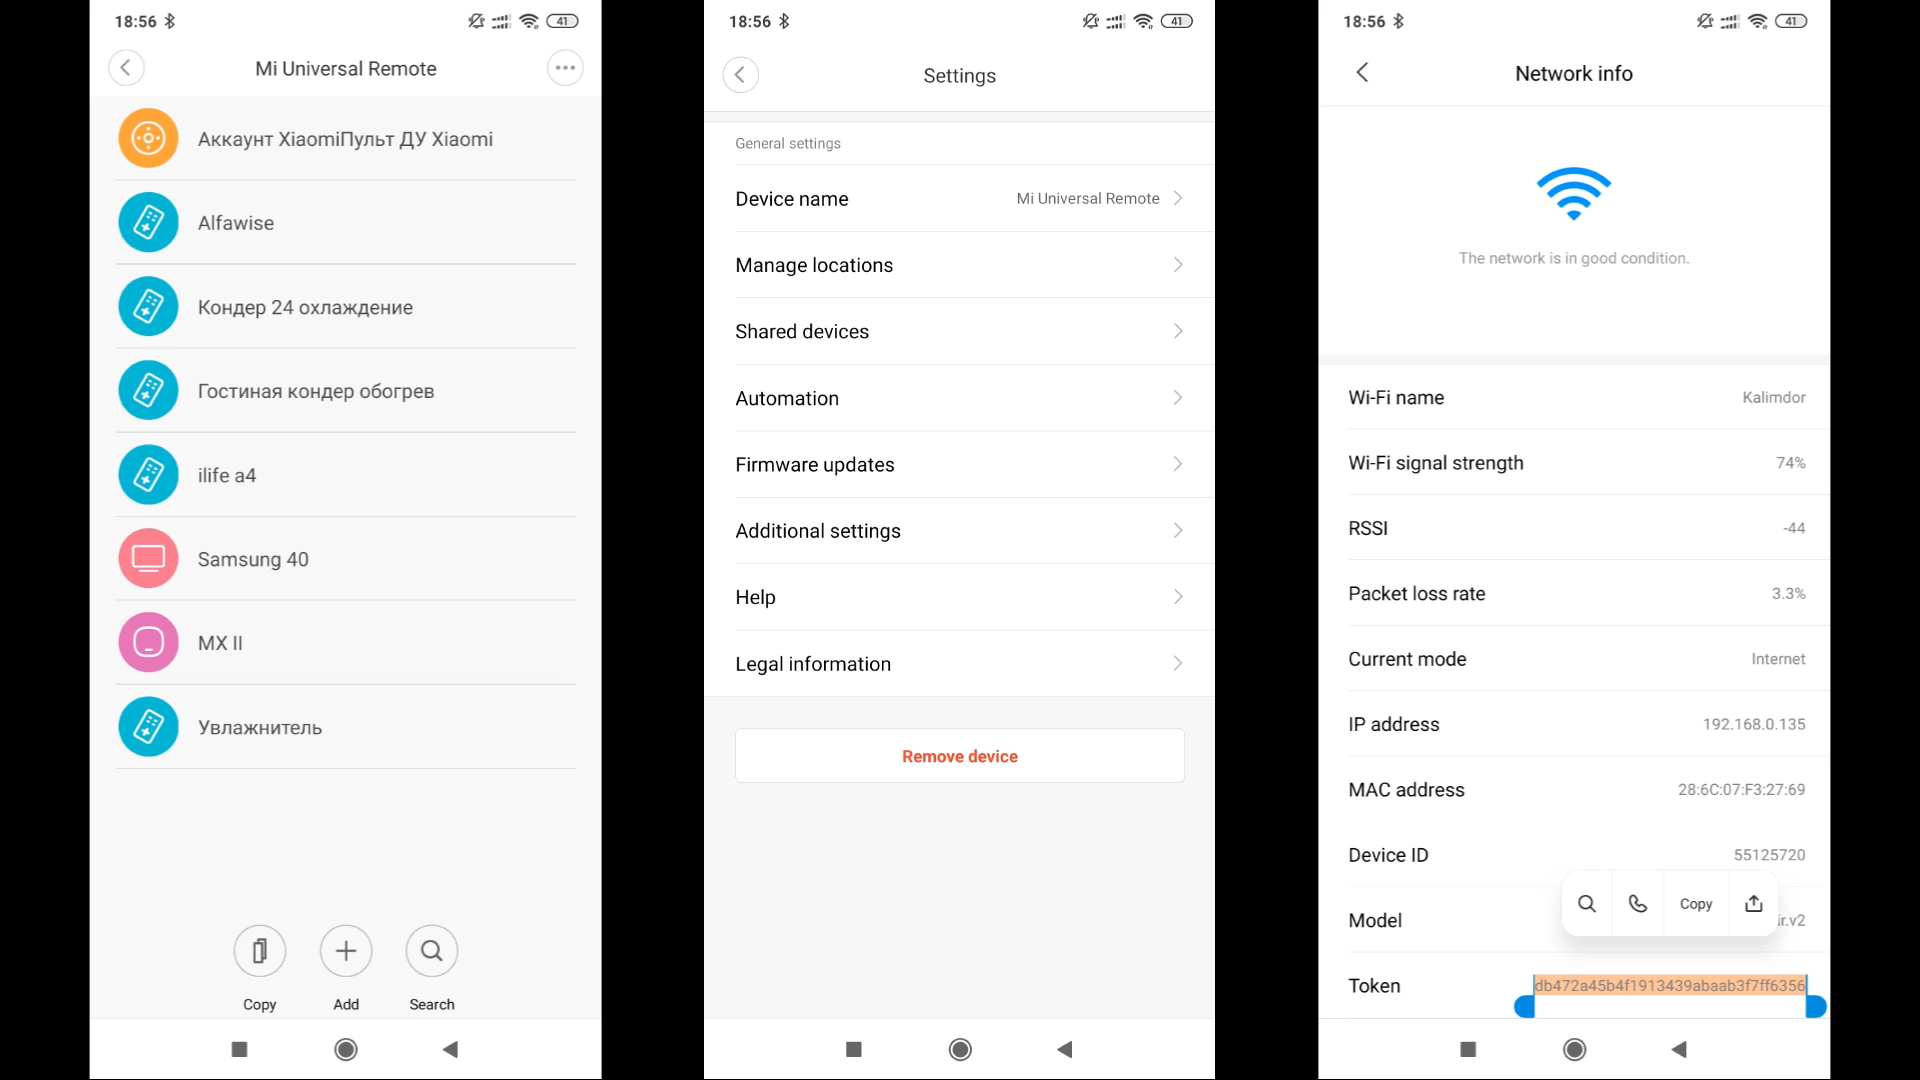 18:56
41
Mi Universal Remote
Аккаунт XiaomiПульт ДУ Xiaomi
Alfawise
Кондер 24 охлаждение
Гостиная кондер обогрев
ilife a4
Samsung 40
MX II
Увлажнитель
Copy
Add
Search
18:56
41
Settings
General settings
Device name
Mi Universal Remote
Manage locations
Shared devices
Automation
Firmware updates
Additional settings
Help
Legal information
Remove device
18:56
41
Network info
The network is in good condition.
Wi-Fi name
Kalimdor
Wi-Fi signal strength
74%
RSSI
-44
Packet loss rate
3.3%
Current mode
Internet
IP address
192.168.0.135
MAC address
28:6C:07:F3:27:69
Device ID
55125720
Copy
Model
ir.v2
Token
db472a45b4f1913439abaab3f7ff6356